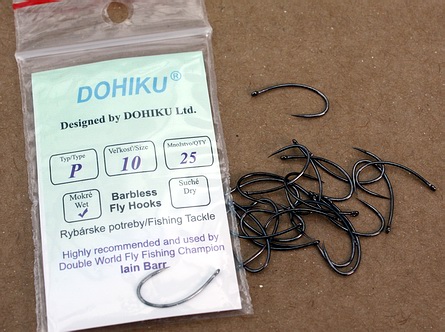 DOHIKU®
Designed by DOHIKU Ltd.
Typ/Type Veľkosť/Size Množstvo/QTY
P 10 25
Mokré Barbless Suché
Wet Fly Hooks Dry
Rybárske potreby/Fishing Tackle
Highly recommended and used by
Double World Fly Fishing Champion
Iain Barr